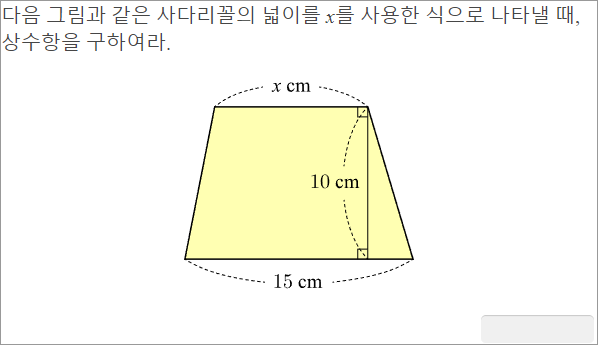 다음 그림과 같은 사다리꼴의 넓이를 x를 사용한 식으로 나타낼 때,
상수항을 구하여라.
x cm
10 cm
15 cm